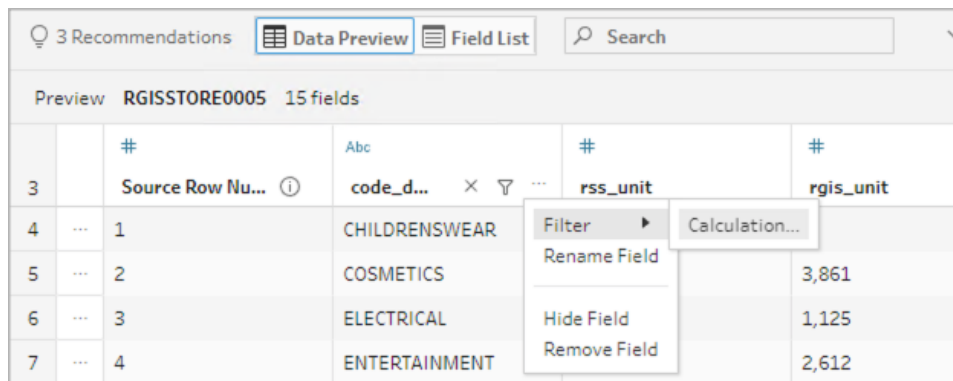 3 Recommendations Data Preview Field List Search
Preview RGISSTORE0005 15 fields
# Abc # #
3 Source Row Nu... code_d... rss_unit rgis_unit
4 1 CHILDRENSWEAR Filter Calculation...
Rename Field
5 2 COSMETICS 3,861
6 3 ELECTRICAL Hide Field 1,125
Remove Field
7 4 ENTERTAINMENT 2,612